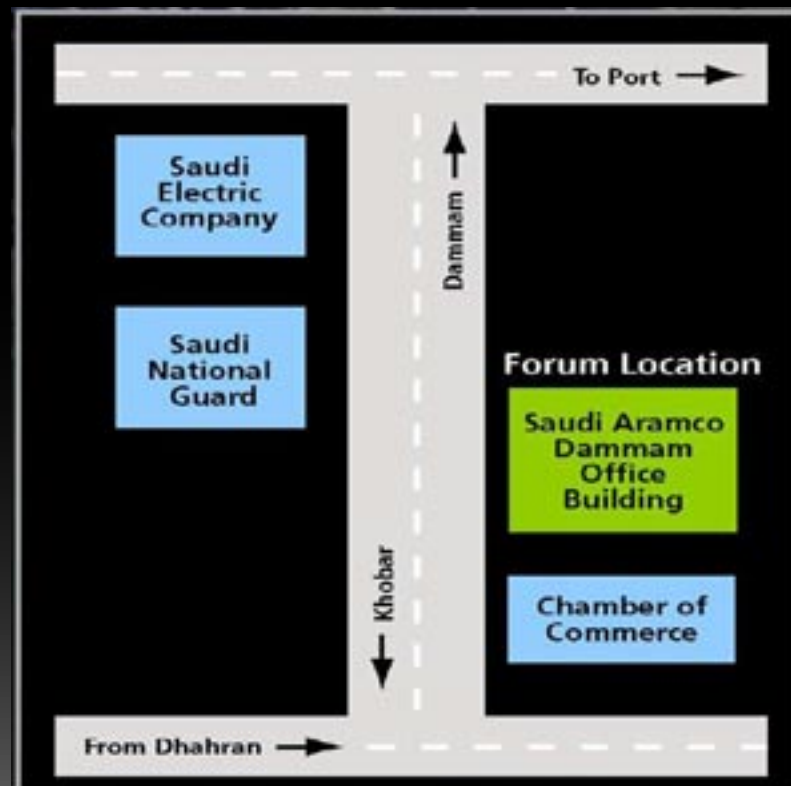 To Port
Saudi
Electric
Company
Dammam
Saudi
National
Guard
Forum Location
Saudi Aramco
Dammam
Office
Building
Khobar
Chamber of
Commerce
From Dhahran